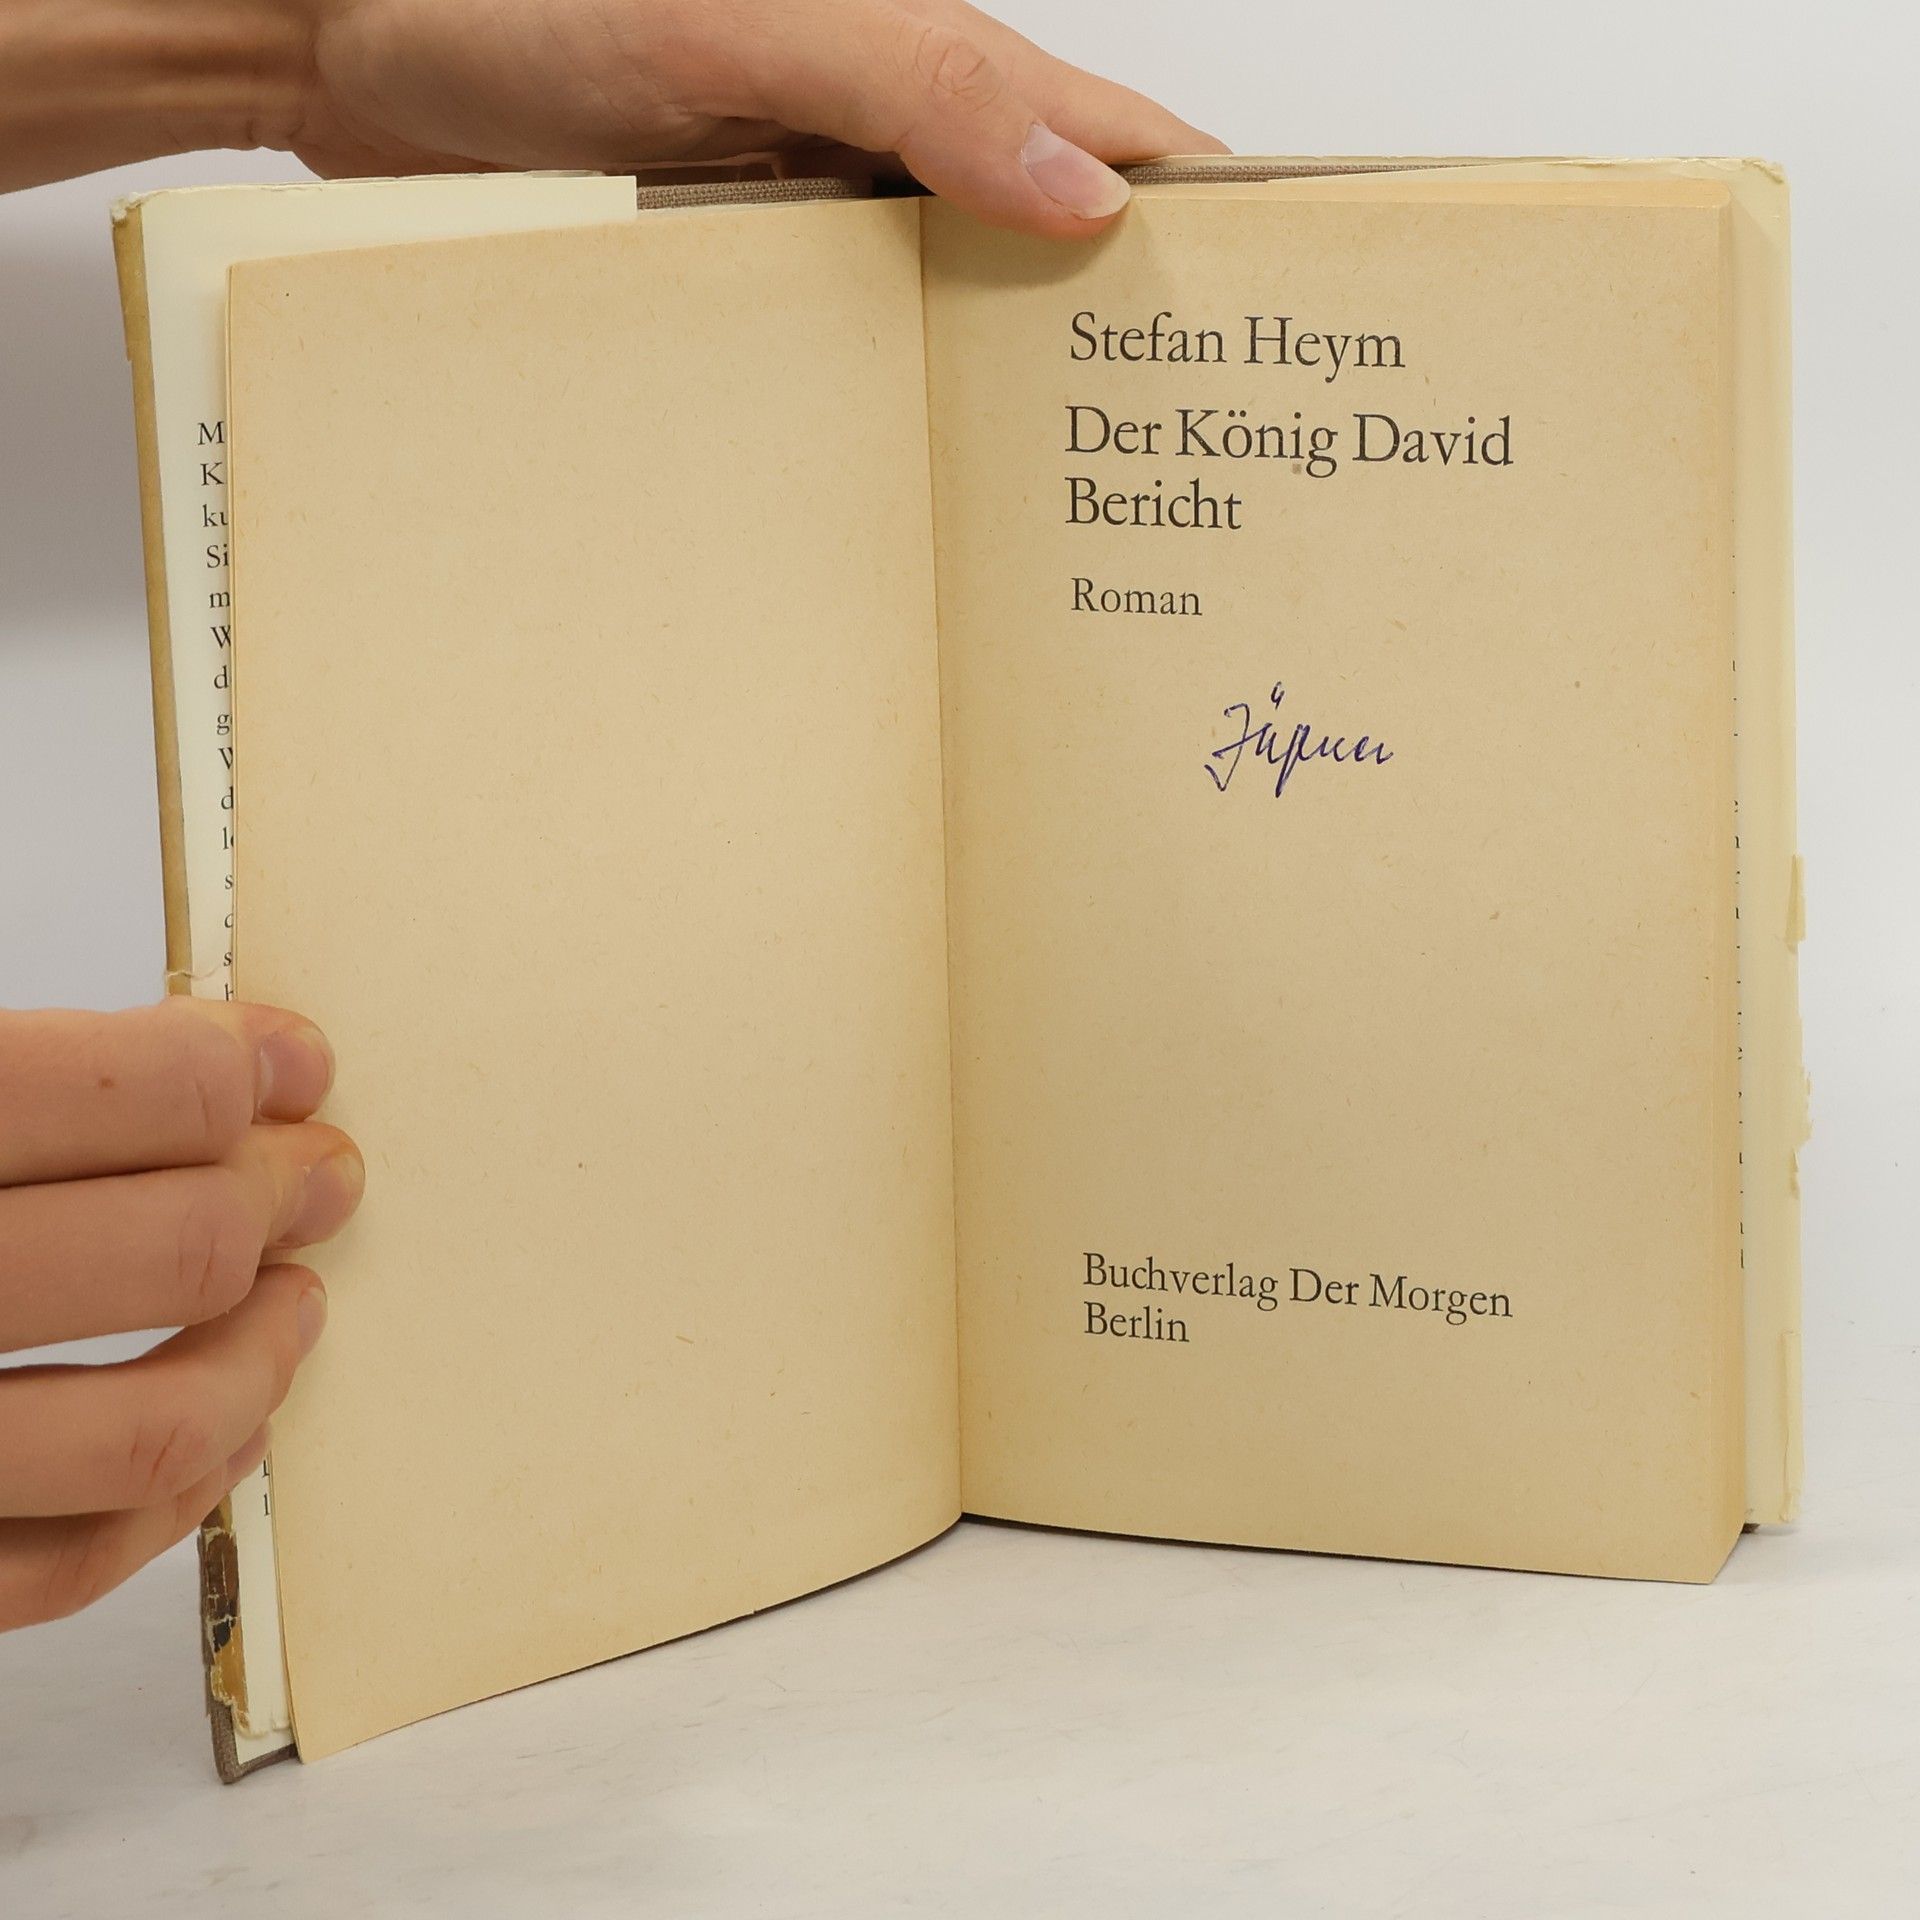 Stefan Heym
Der König David
Bericht
Roman
Buchverlag Der Morgen
Berlin